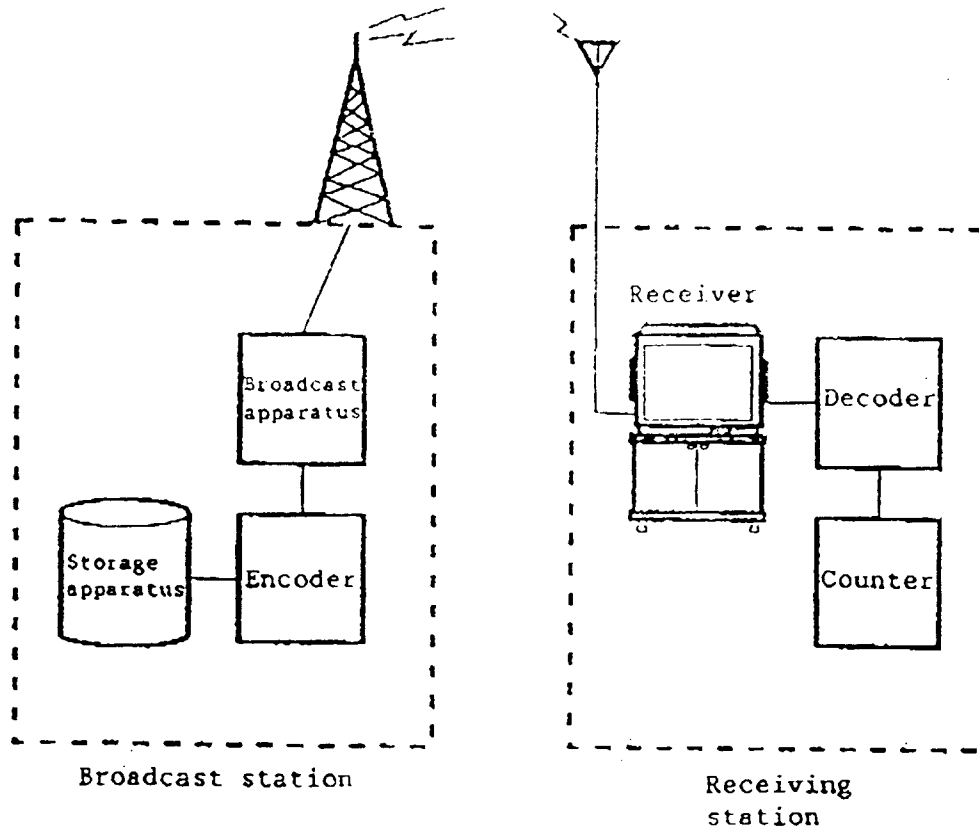 Broadcast
apparatus
Storage
apparatus
Encoder
Broadcast station
Receiver
Decoder
Counter
Receiving
station